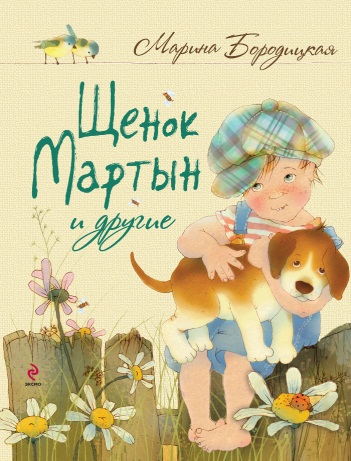 Марина Бородицкая
Щенок
Мартын
и другие
ЭКСМО